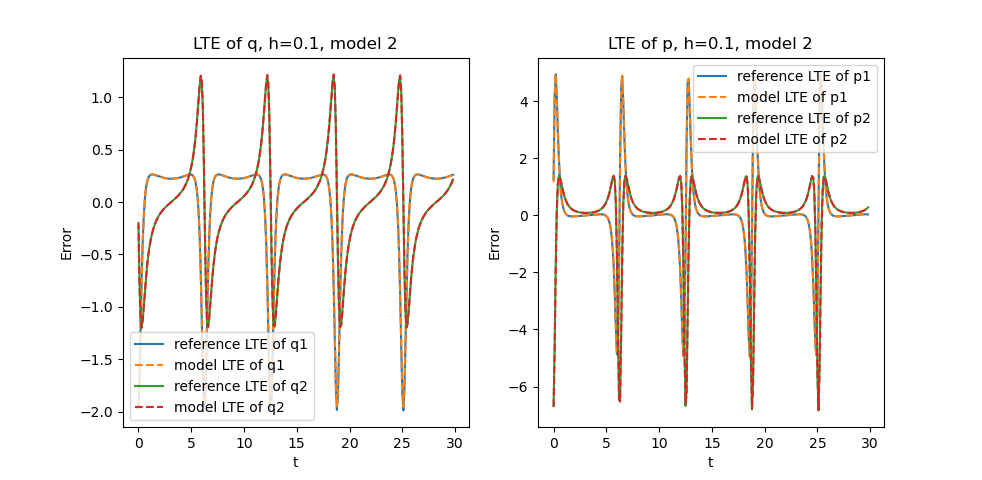 LTE of q, h=0.1, model 2
Error
1.0
0.5
0.0
−0.5
−1.0
−1.5
−2.0
reference LTE of q1
model LTE of q1
reference LTE of q2
model LTE of q2
0 5 10 15 20 25 30
t
LTE of p, h=0.1, model 2
Error
4
2
0
−2
−4
−6
reference LTE of p1
model LTE of p1
reference LTE of p2
model LTE of p2
0 5 10 15 20 25 30
t